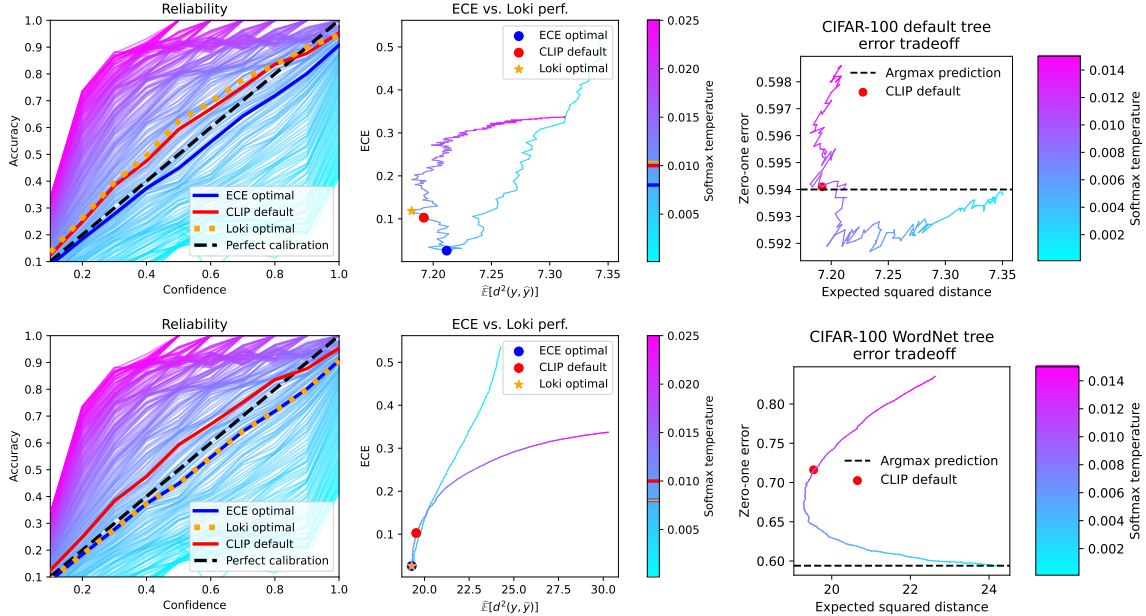 Reliability
Accuracy
1.0
0.9
0.8
0.7
0.6
0.5
0.4
0.3
0.2
0.1
ECE optimal
CLIP default
Loki optimal
Perfect calibration
0.2 0.4 0.6 0.8 1.0
Confidence
ECE vs. Loki perf.
ECE
0.5
0.4
0.3
0.2
0.1
ECE optimal
CLIP default
Loki optimal
7.20 7.25 7.30 7.35
𝔼̂[d²(y, ŷ)]
0.025
0.020
0.015
0.010
0.005
Softmax temperature
CIFAR-100 default tree
error tradeoff
Zero-one error
0.598
0.596
0.595
0.594
0.593
0.592
Argmax prediction
CLIP default
7.20 7.25 7.30 7.35
Expected squared distance
0.014
0.012
0.010
0.008
0.006
0.004
0.002
Softmax temperature
Reliability
Accuracy
1.0
0.9
0.8
0.7
0.6
0.5
0.4
0.3
0.2
0.1
ECE optimal
Loki optimal
CLIP default
Perfect calibration
0.2 0.4 0.6 0.8 1.0
Confidence
ECE vs. Loki perf.
ECE
0.5
0.4
0.3
0.2
0.1
ECE optimal
CLIP default
Loki optimal
20.0 22.5 25.0 27.5 30.0
𝔼̂[d²(y, ŷ)]
0.025
0.020
0.015
0.010
0.005
Softmax temperature
CIFAR-100 WordNet tree
error tradeoff
Zero-one error
0.80
0.75
0.70
0.65
0.60
Argmax prediction
CLIP default
20 22 24
Expected squared distance
0.014
0.012
0.010
0.008
0.006
0.004
0.002
Softmax temperature